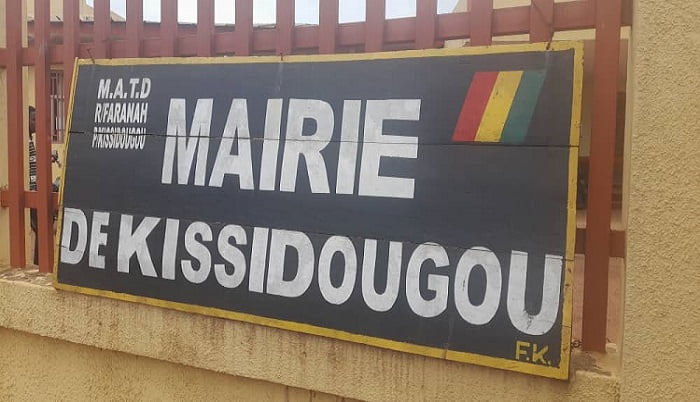 M.A.T.D
R/FARANAH
P/KISSIDOUGOU
MAIRIE
DE KISSIDOUGOU
F.K.